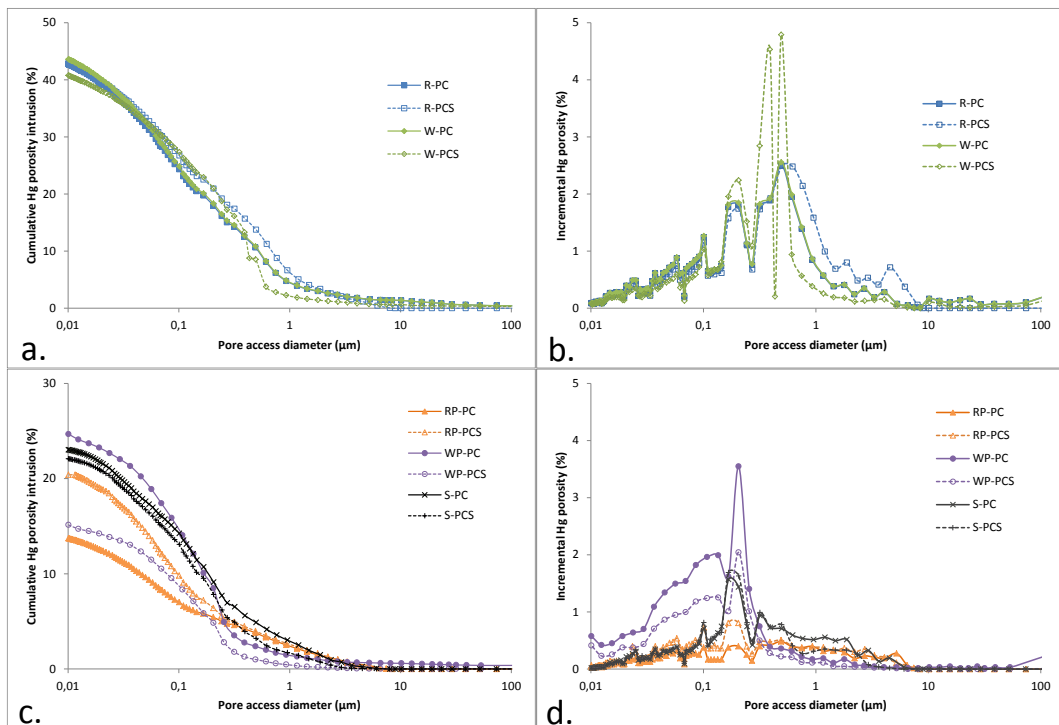 50
40
30
20
10
0
0,01
0,1
1
10
100
Cumulative Hg porosity intrusion (%)
Pore access diameter (µm)
R-PC
R-PCS
W-PC
W-PCS
a.
5
4
3
2
1
0
0,01
0,1
1
10
100
Incremental Hg porosity (%)
Pore access diameter (µm)
R-PC
R-PCS
W-PC
W-PCS
b.
30
20
10
0
0,01
0,1
1
10
100
Cumulative Hg porosity intrusion (%)
Pore access diameter (µm)
RP-PC
RP-PCS
WP-PC
WP-PCS
S-PC
S-PCS
c.
5
4
3
2
1
0
0,01
0,1
1
10
100
Incremental Hg porosity (%)
Pore access diameter (µm)
RP-PC
RP-PCS
WP-PC
WP-PCS
S-PC
S-PCS
d.